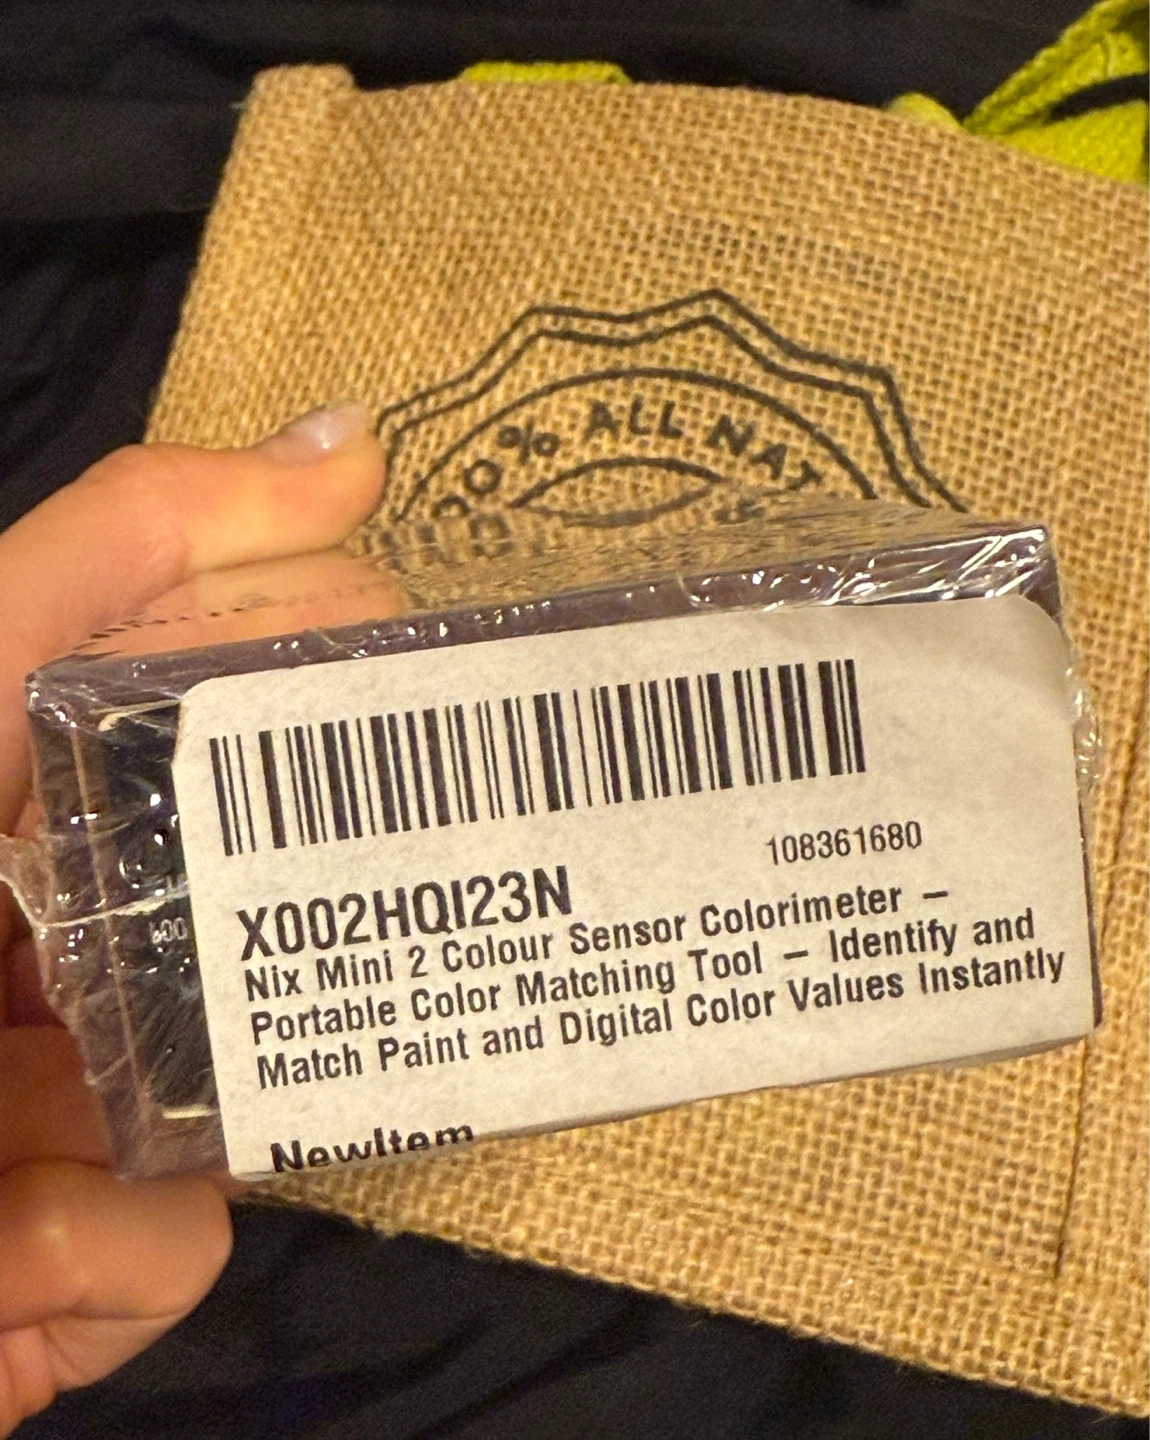 % ALL NAT
108361680
X002HQI23N
Nix Mini 2 Colour Sensor Colorimeter –
Portable Color Matching Tool – Identify and
Match Paint and Digital Color Values Instantly
NewItem